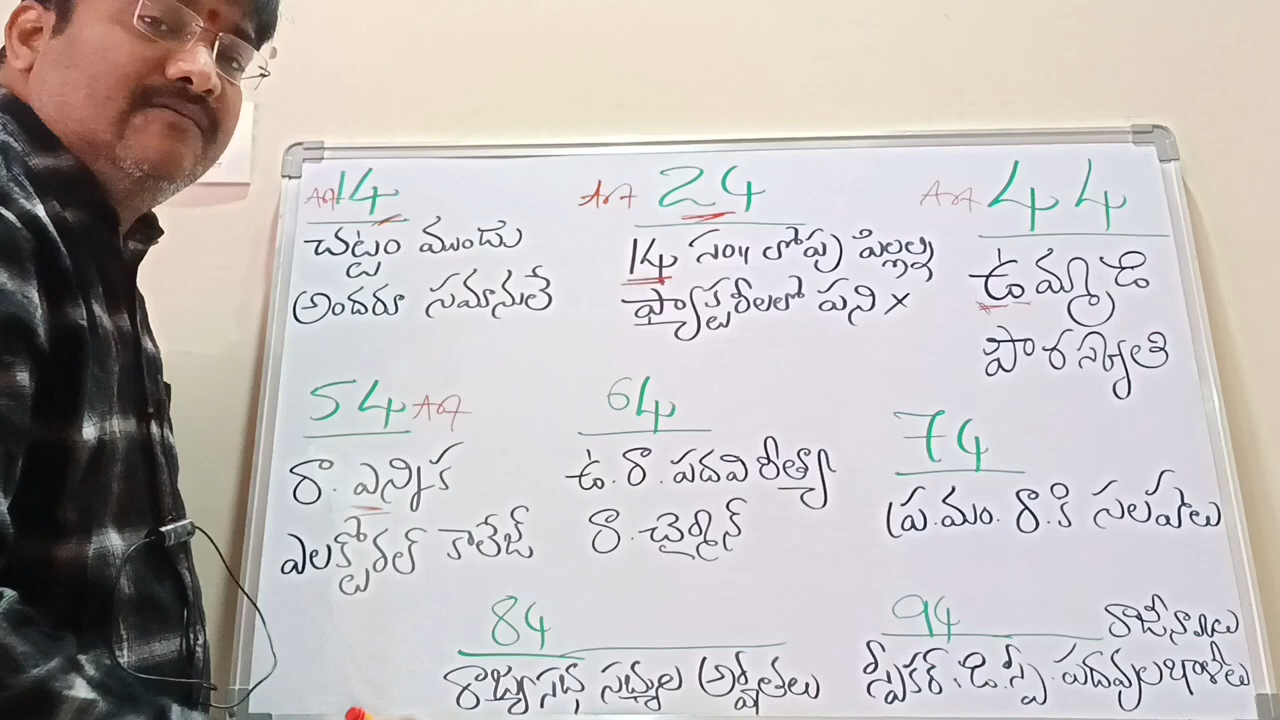 Art 14
చట్టం ముందు
అందరూ సమానులే
Art 24
14 సం॥ లోపు పిల్లల్ని
ఫ్యాక్టరీలలో పని ×
Art 44
ఉమ్మడి
పౌరస్మృతి
54 Art
రా. ఎన్నిక
ఎలక్టోరల్ కాలేజ్
64
ఉ. రా. పదవి రీత్యా
రా. చైర్మన్
74
ప్ర.మం. రా. కి సలహాలు
84
రాజ్యసభ సభ్యుల అర్హతలు
94 రాజీనామాలు
స్పీకర్, డి. స్పీ. పదవ్యుల ఖాళీలు